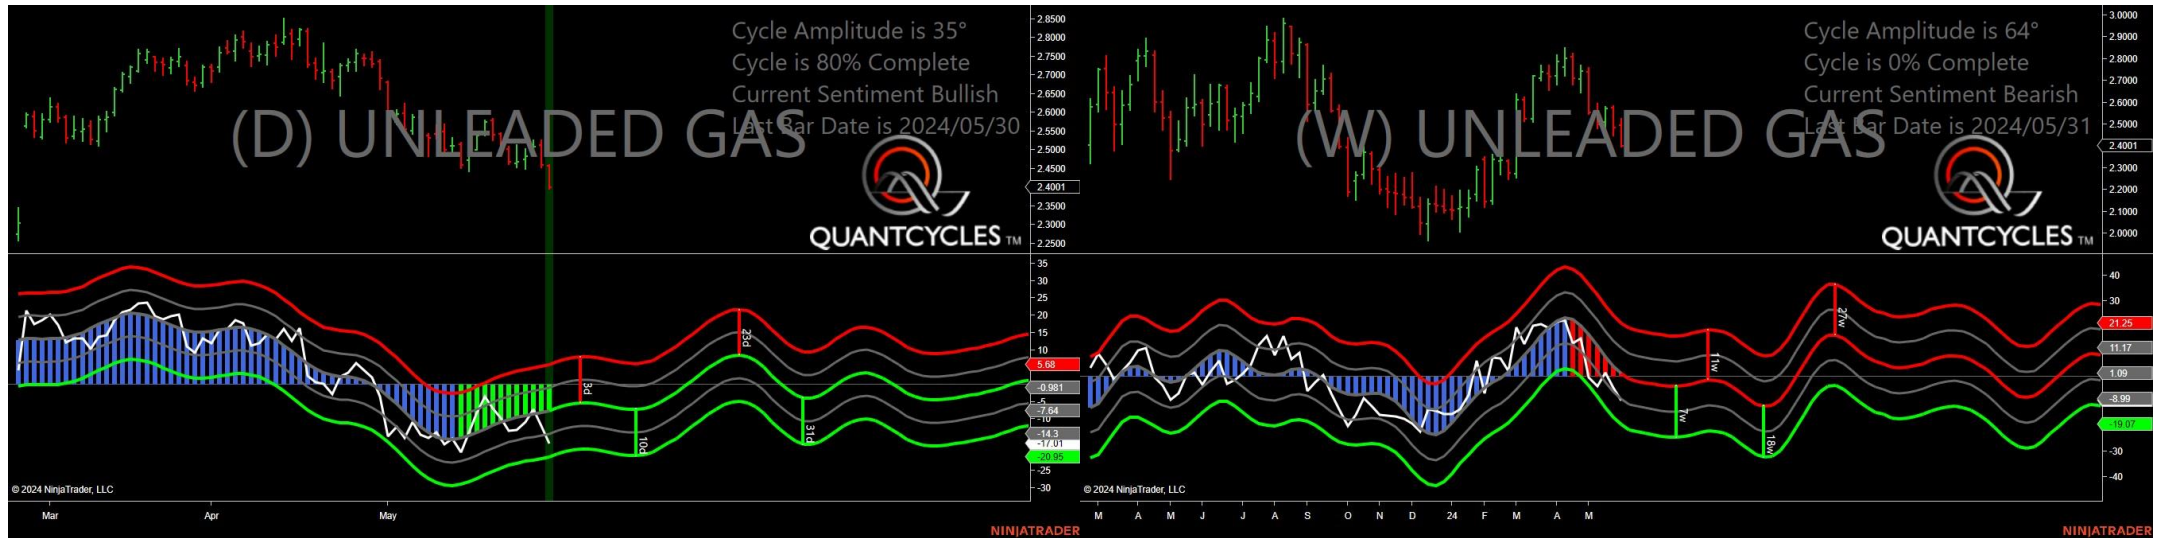 Cycle Amplitude is 35°
Cycle is 80% Complete
Current Sentiment Bullish
Last Bar Date is 2024/05/30
(D) UNLEADED GAS
QUANTCYCLES TM
2.8500
2.8000
2.7500
2.7000
2.6500
2.6000
2.5500
2.5000
2.4500
2.4001
2.3500
2.3000
2.2500
35
30
25
20
15
10
5.68
-0.981
-5
-7.64
-10
-14.3
-17.01
-20.95
-25
-30
3d
10d
23d
31d
© 2024 NinjaTrader, LLC
Mar Apr May
NINJATRADER
Cycle Amplitude is 64°
Cycle is 0% Complete
Current Sentiment Bearish
Last Bar Date is 2024/05/31
(W) UNLEADED GAS
QUANTCYCLES TM
3.0000
2.9000
2.8000
2.7000
2.6000
2.5000
2.4001
2.3000
2.2000
2.1000
2.0000
40
30
21.25
11.17
1.09
-8.99
-19.07
-30
-40
11w
7w
18w
27w
© 2024 NinjaTrader, LLC
M A M J J A S O N D 24 F M A M
NINJATRADER